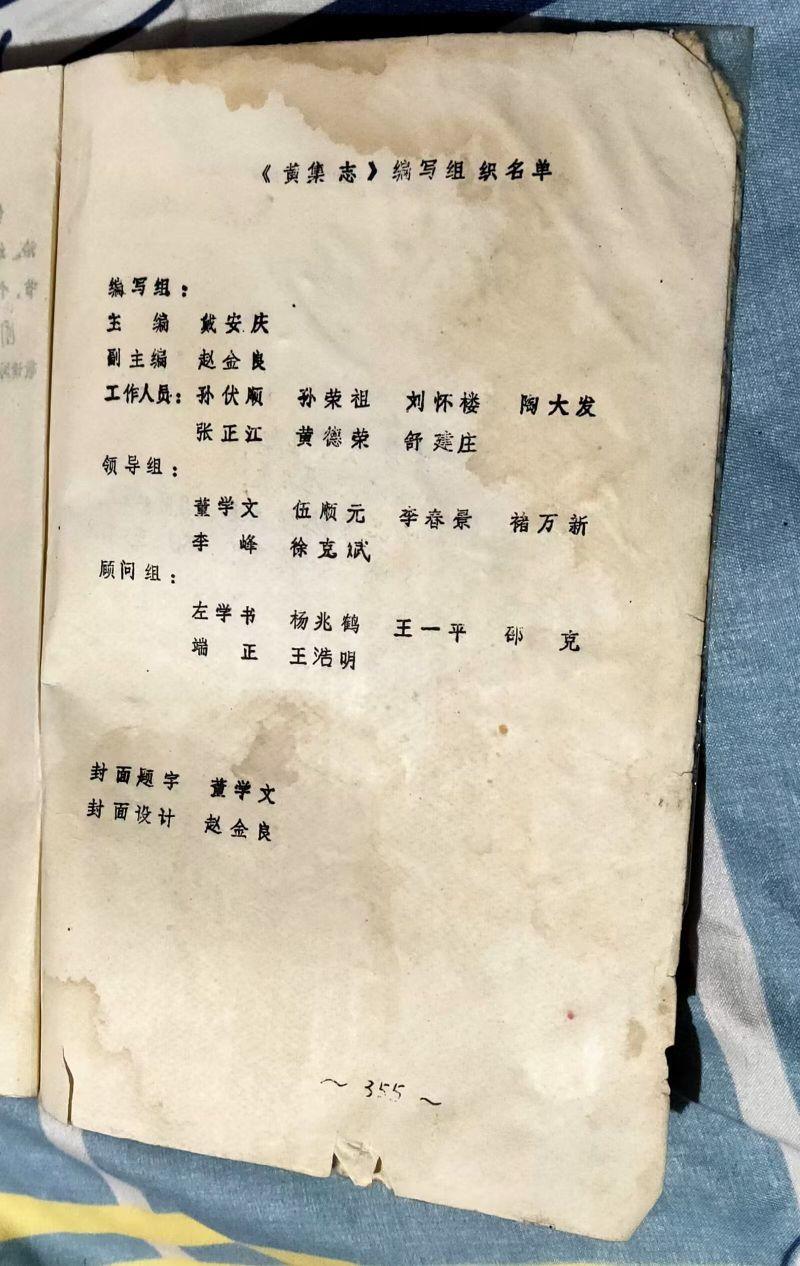 《黄集志》编写组织名单
编写组：
主 编 戴安庆
副主编 赵金良
工作人员：孙伏顺 孙荣祖 刘怀楼 陶大发
张正江 黄德荣 舒建庄
领导组：
董学文 伍顺元 李春景 褚万新
李 峰 徐克斌
顾问组：
左学书 杨兆鹤 王一平 邵 克
端 正 王浩明
封面题字 董学文
封面设计 赵金良
～355～